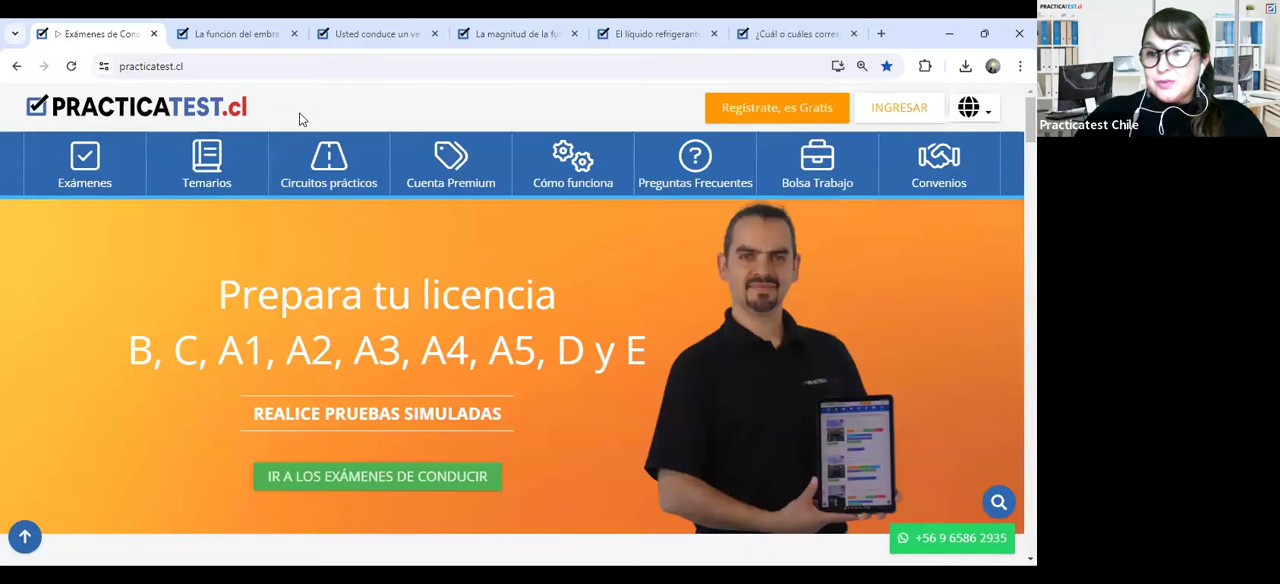 ▷ Exámenes de Cond
La función del embra
Usted conduce un ve
La magnitud de la fu
El líquido refrigerant
¿Cuál o cuáles corres
practicatest.cl
PRACTICATEST.cl
Regístrate, es Gratis
INGRESAR
Exámenes
Temarios
Circuitos prácticos
Cuenta Premium
Cómo funciona
Preguntas Frecuentes
Bolsa Trabajo
Convenios
Prepara tu licencia
B, C, A1, A2, A3, A4, A5, D y E
REALICE PRUEBAS SIMULADAS
IR A LOS EXÁMENES DE CONDUCIR
+56 9 6586 2935
PRACTICATEST.cl
Practicatest Chile